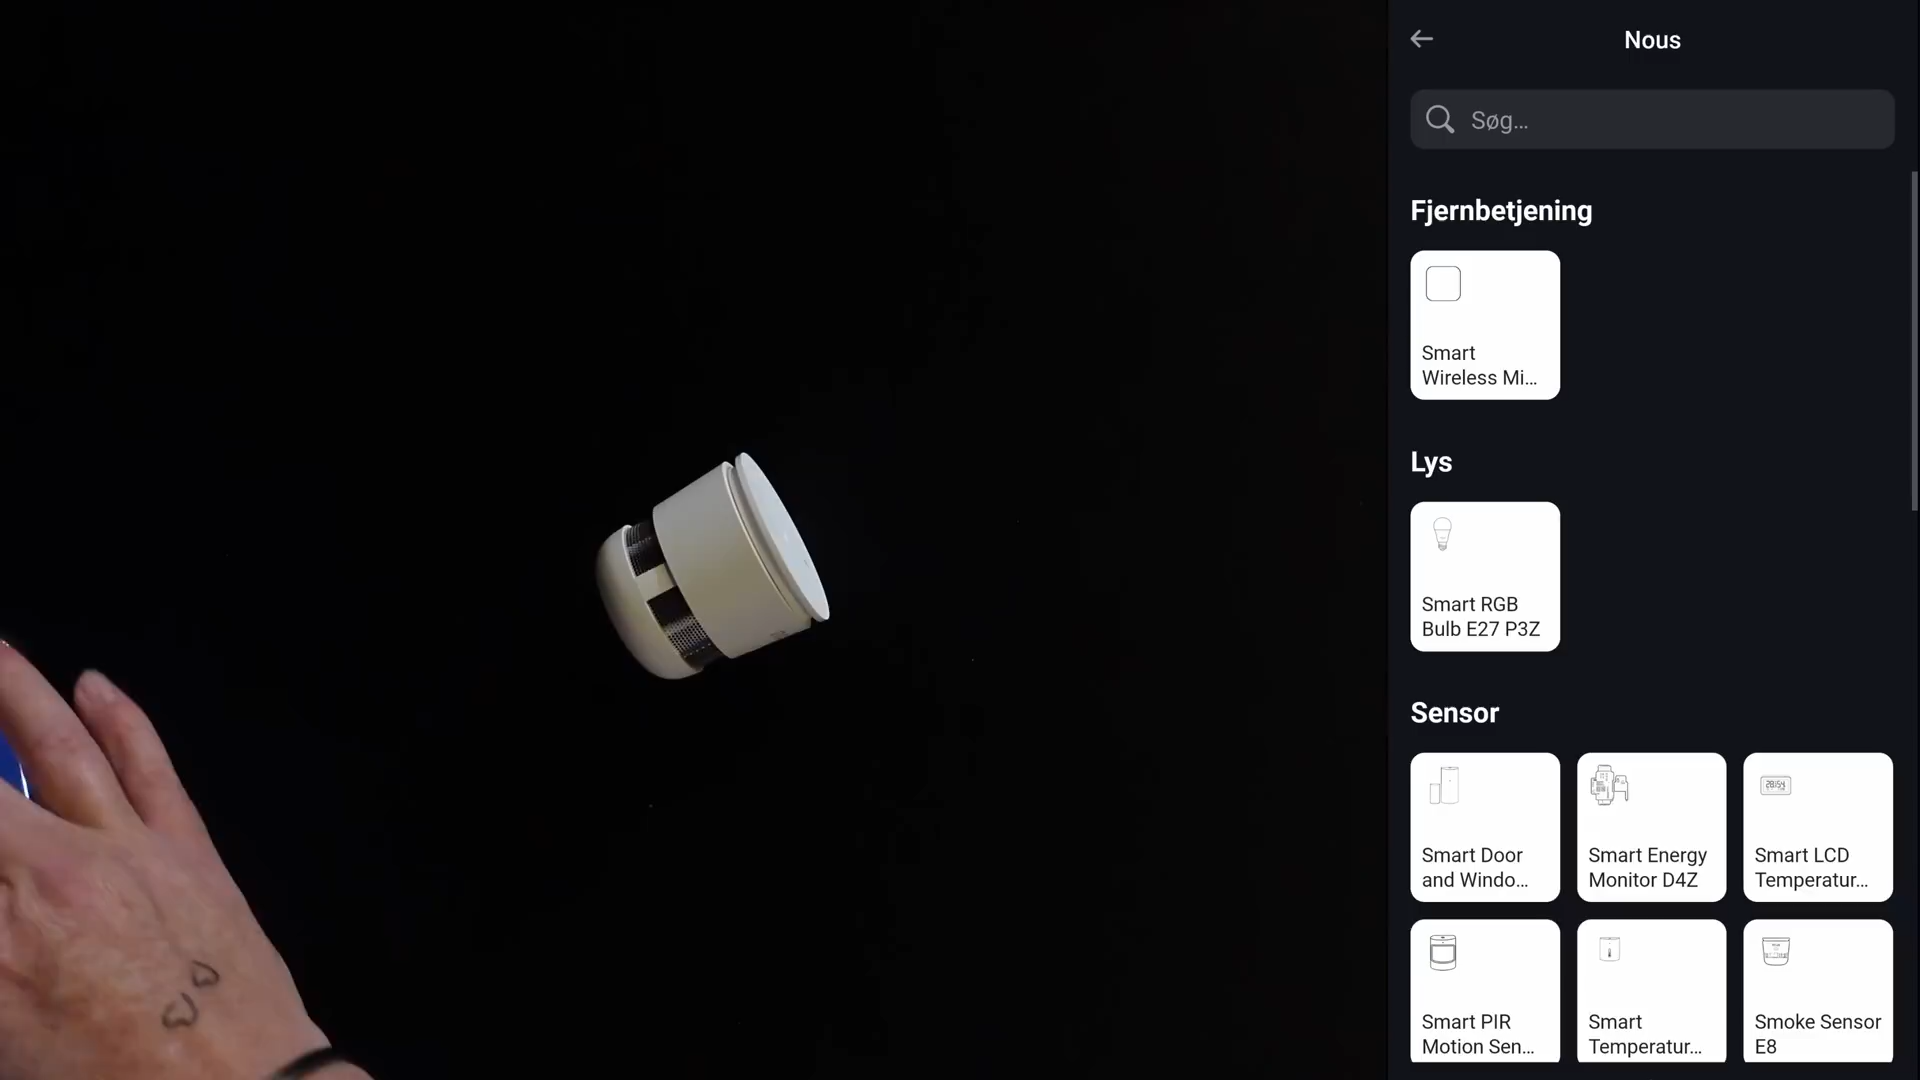 Nous
Søg...
Fjernbetjening
Smart
Wireless Mi...
Lys
Smart RGB
Bulb E27 P3Z
Sensor
Smart Door
and Windo...
Smart Energy
Monitor D4Z
Smart LCD
Temperatur...
Smart PIR
Motion Sen...
Smart
Temperatur...
Smoke Sensor
E8